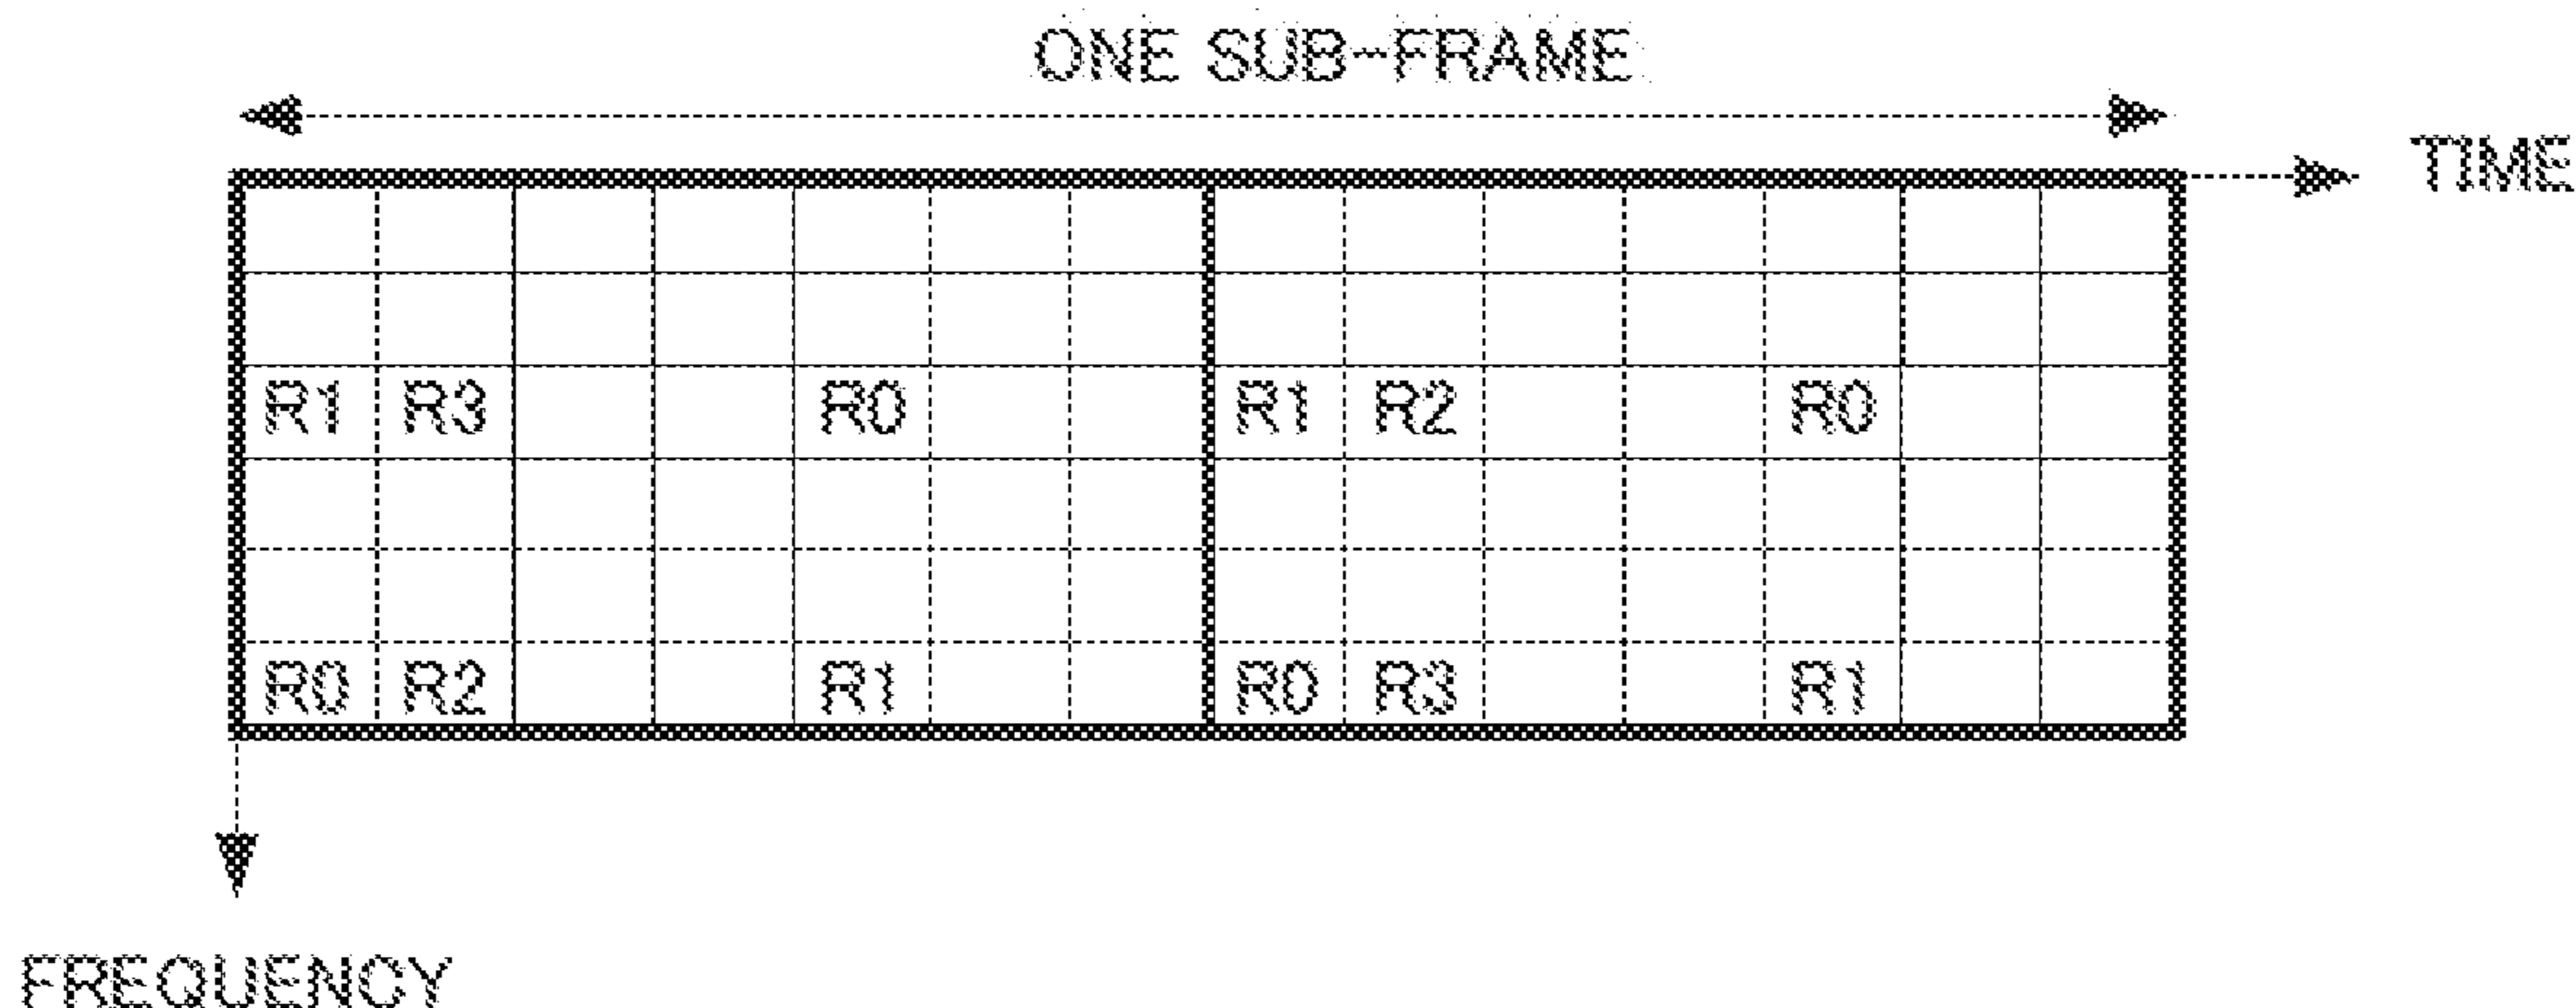 ONE SUB-FRAME
TIME
R1 R3 R0 R1 R2 R0
R0 R2 R1 R0 R3 R1
FREQUENCY